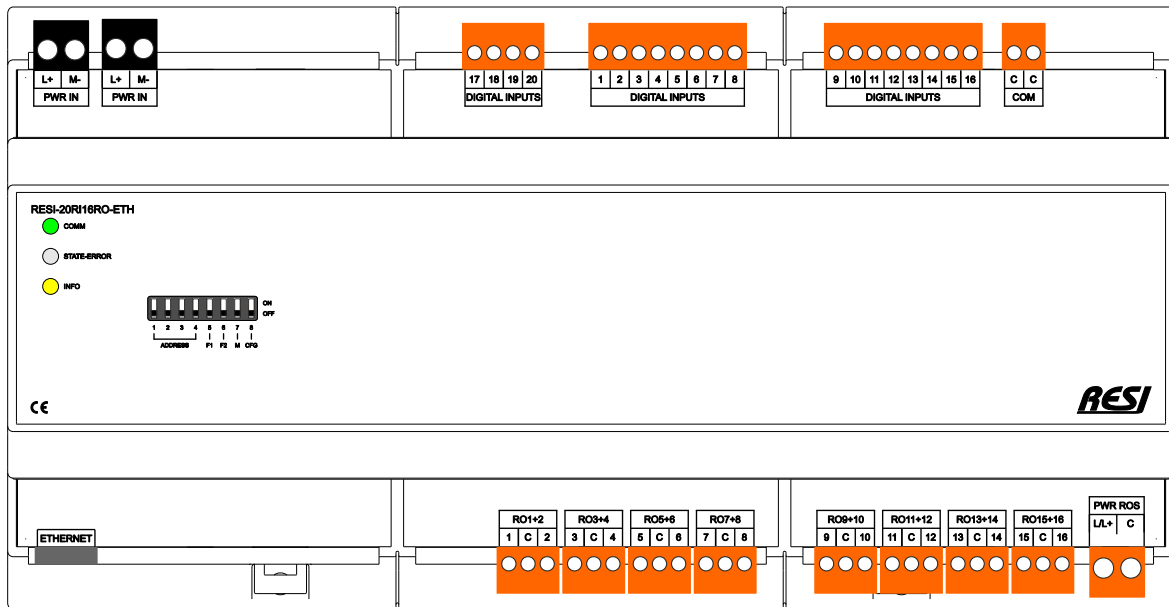 L+ M- L+ M- 17 18 19 20 1 2 3 4 5 6 7 8 9 10 11 12 13 14 15 16 C C
PWR IN PWR IN DIGITAL INPUTS DIGITAL INPUTS DIGITAL INPUTS COM
RESI-20RI16RO-ETH
COMM
STATE-ERROR
INFO
ON
OFF
1 2 3 4 5 6 7 8
ADDRESS F1 F2 M CFG
CE
RESI
PWR ROS
L/L+ C
RO1+2 RO3+4 RO5+6 RO7+8 RO9+10 RO11+12 RO13+14 RO15+16
ETHERNET 1 C 2 3 C 4 5 C 6 7 C 8 9 C 10 11 C 12 13 C 14 15 C 16